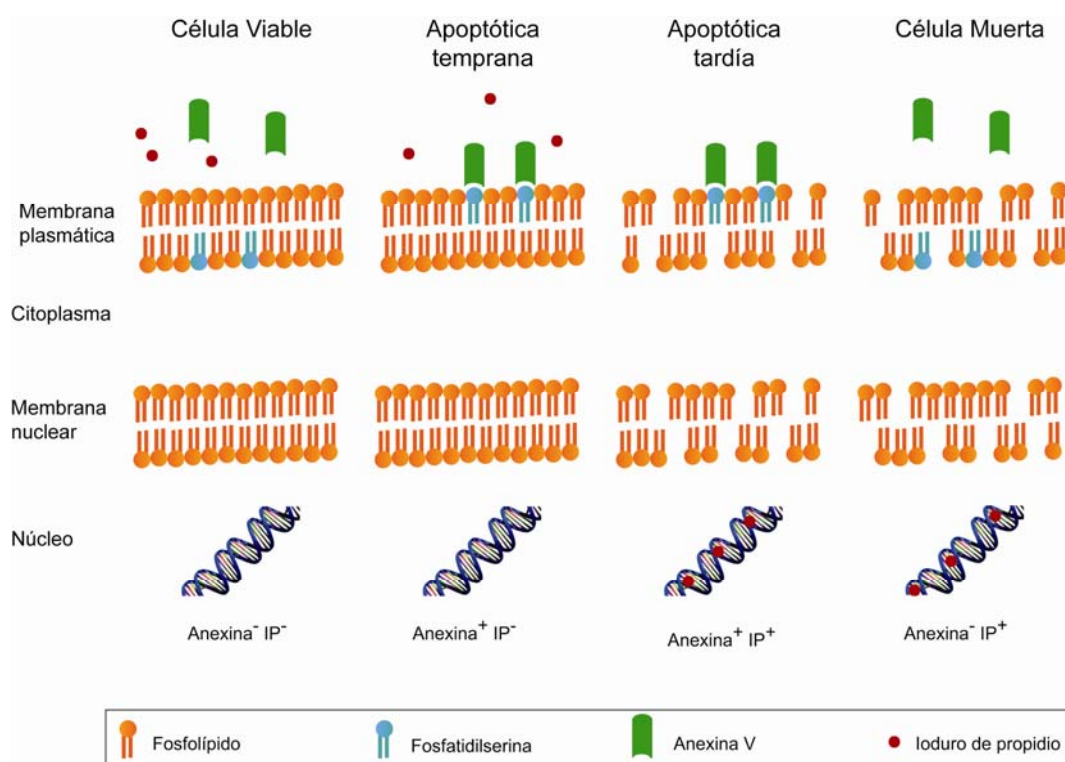 Célula Viable
Apoptótica
temprana
Apoptótica
tardía
Célula Muerta
Membrana
plasmática
Citoplasma
Membrana
nuclear
Núcleo
Anexina⁻ IP⁻
Anexina⁺ IP⁻
Anexina⁺ IP⁺
Anexina⁻ IP⁺
Fosfolípido
Fosfatidilserina
Anexina V
Ioduro de propidio